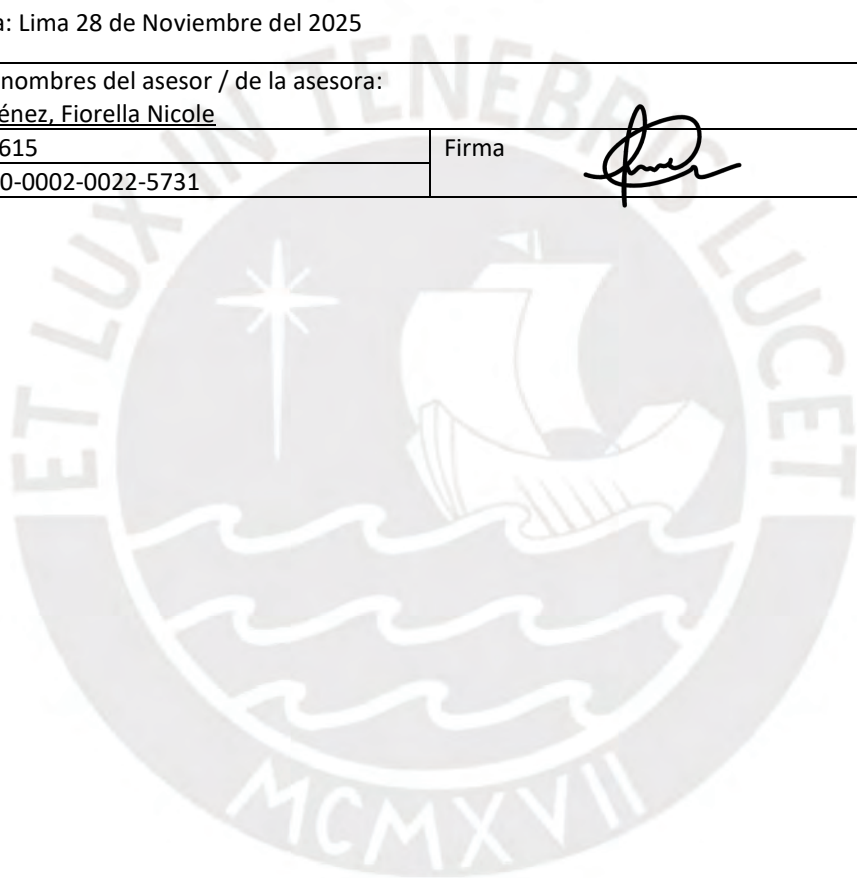 a: Lima 28 de Noviembre del 2025
nombres del asesor / de la asesora:
énez, Fiorella Nicole
615
Firma
0-0002-0022-5731
ET LUX IN TENEBRIS LUCET
MCMXVII